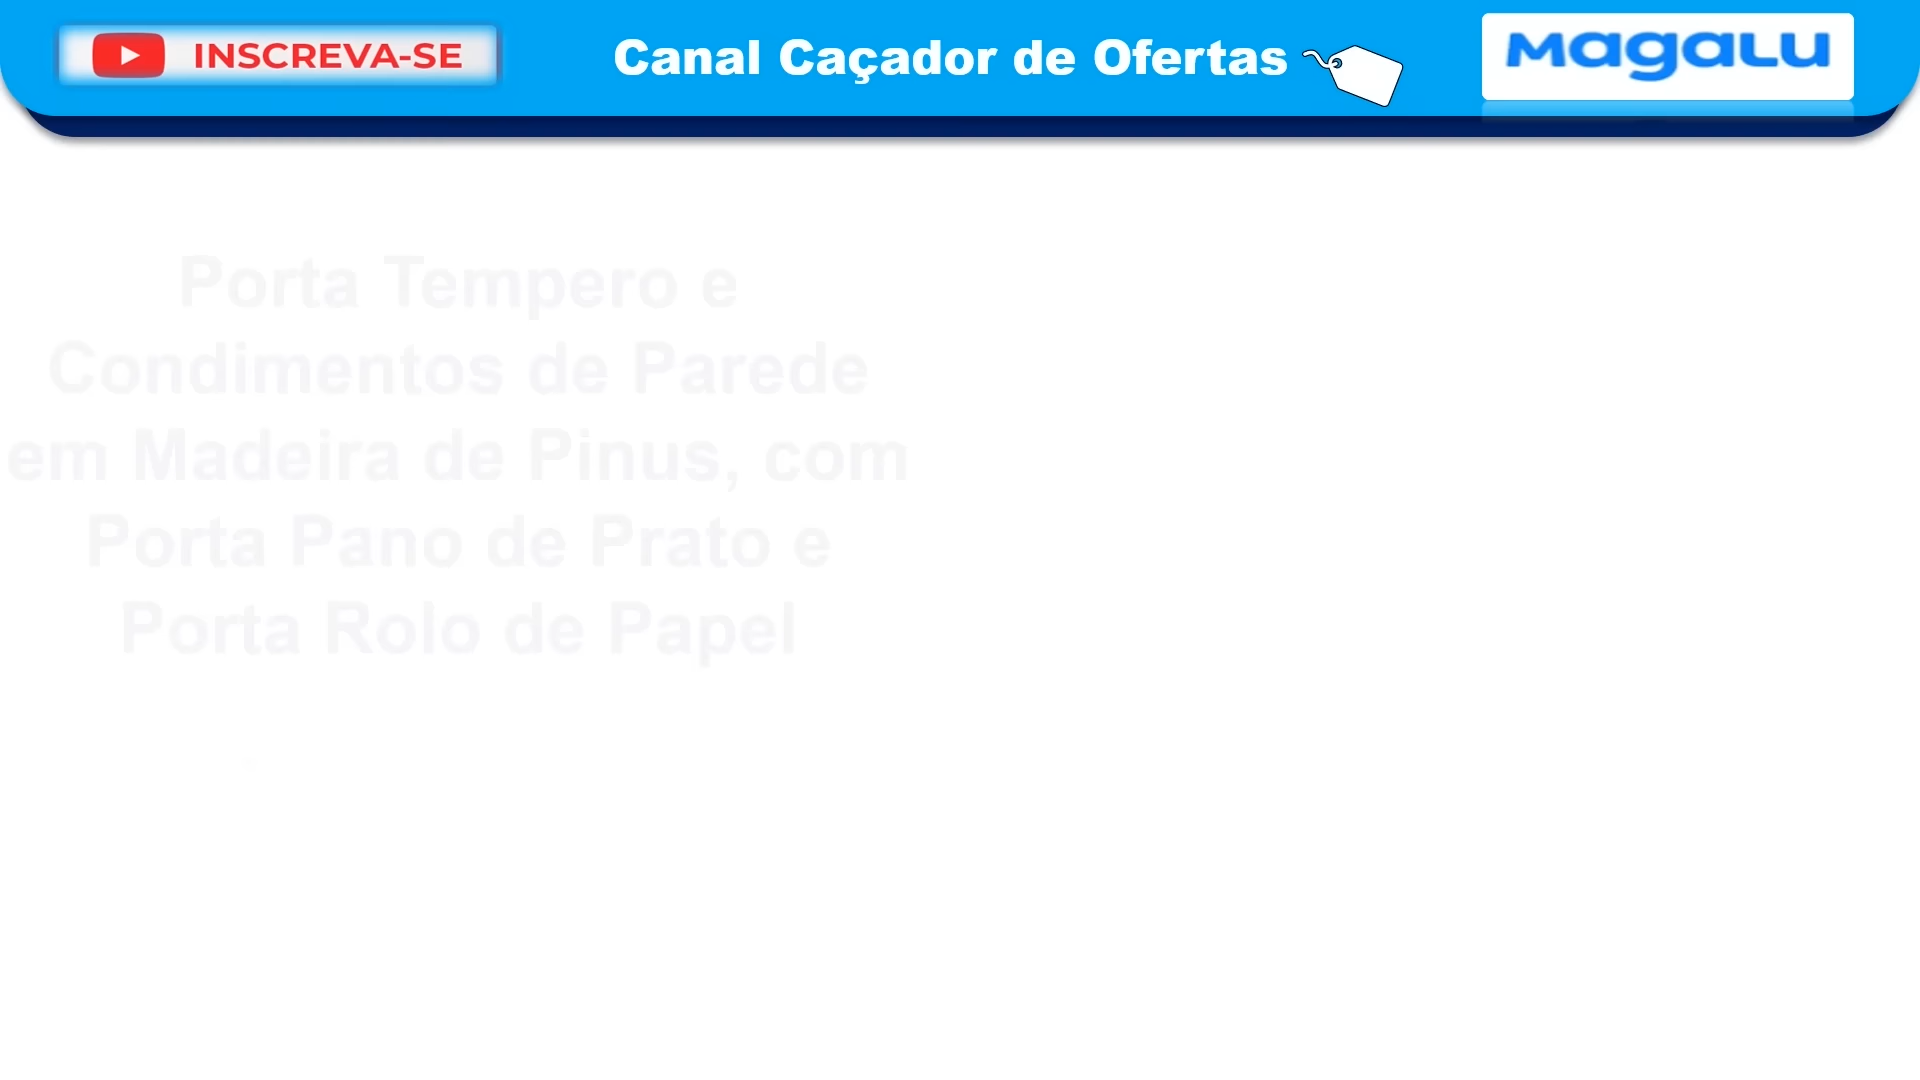 INSCREVA-SE
Canal Caçador de Ofertas
Magalu
Porta Tempero e
Condimentos de Parede
em Madeira de Pinus, com
Porta Pano de Prato e
Porta Rolo de Papel